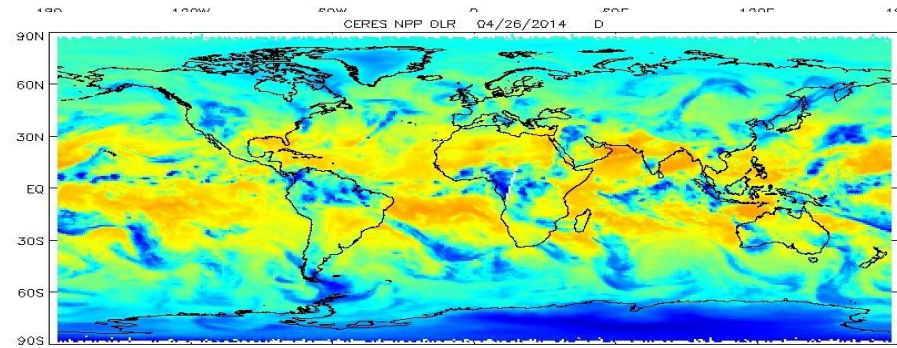 CERES NPP OLR 04/26/2014 D
90N
60N
30N
EQ
30S
60S
90S